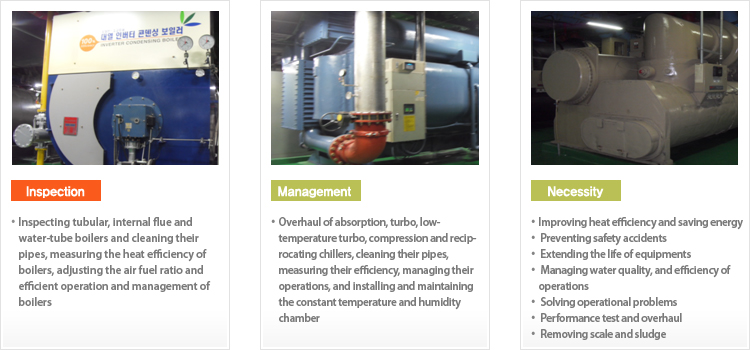 대열 인버터 콘덴싱 보일러
INVERTER CONDENSING BOILER
Inspection
• Inspecting tubular, internal flue and
water-tube boilers and cleaning their
pipes, measuring the heat efficiency of
boilers, adjusting the air fuel ratio and
efficient operation and management of
boilers
Management
• Overhaul of absorption, turbo, low-
temperature turbo, compression and recip-
rocating chillers, cleaning their pipes,
measuring their efficiency, managing their
operations, and installing and maintaining
the constant temperature and humidity
chamber
Necessity
• Improving heat efficiency and saving energy
• Preventing safety accidents
• Extending the life of equipments
• Managing water quality, and efficiency of
operations
• Solving operational problems
• Performance test and overhaul
• Removing scale and sludge